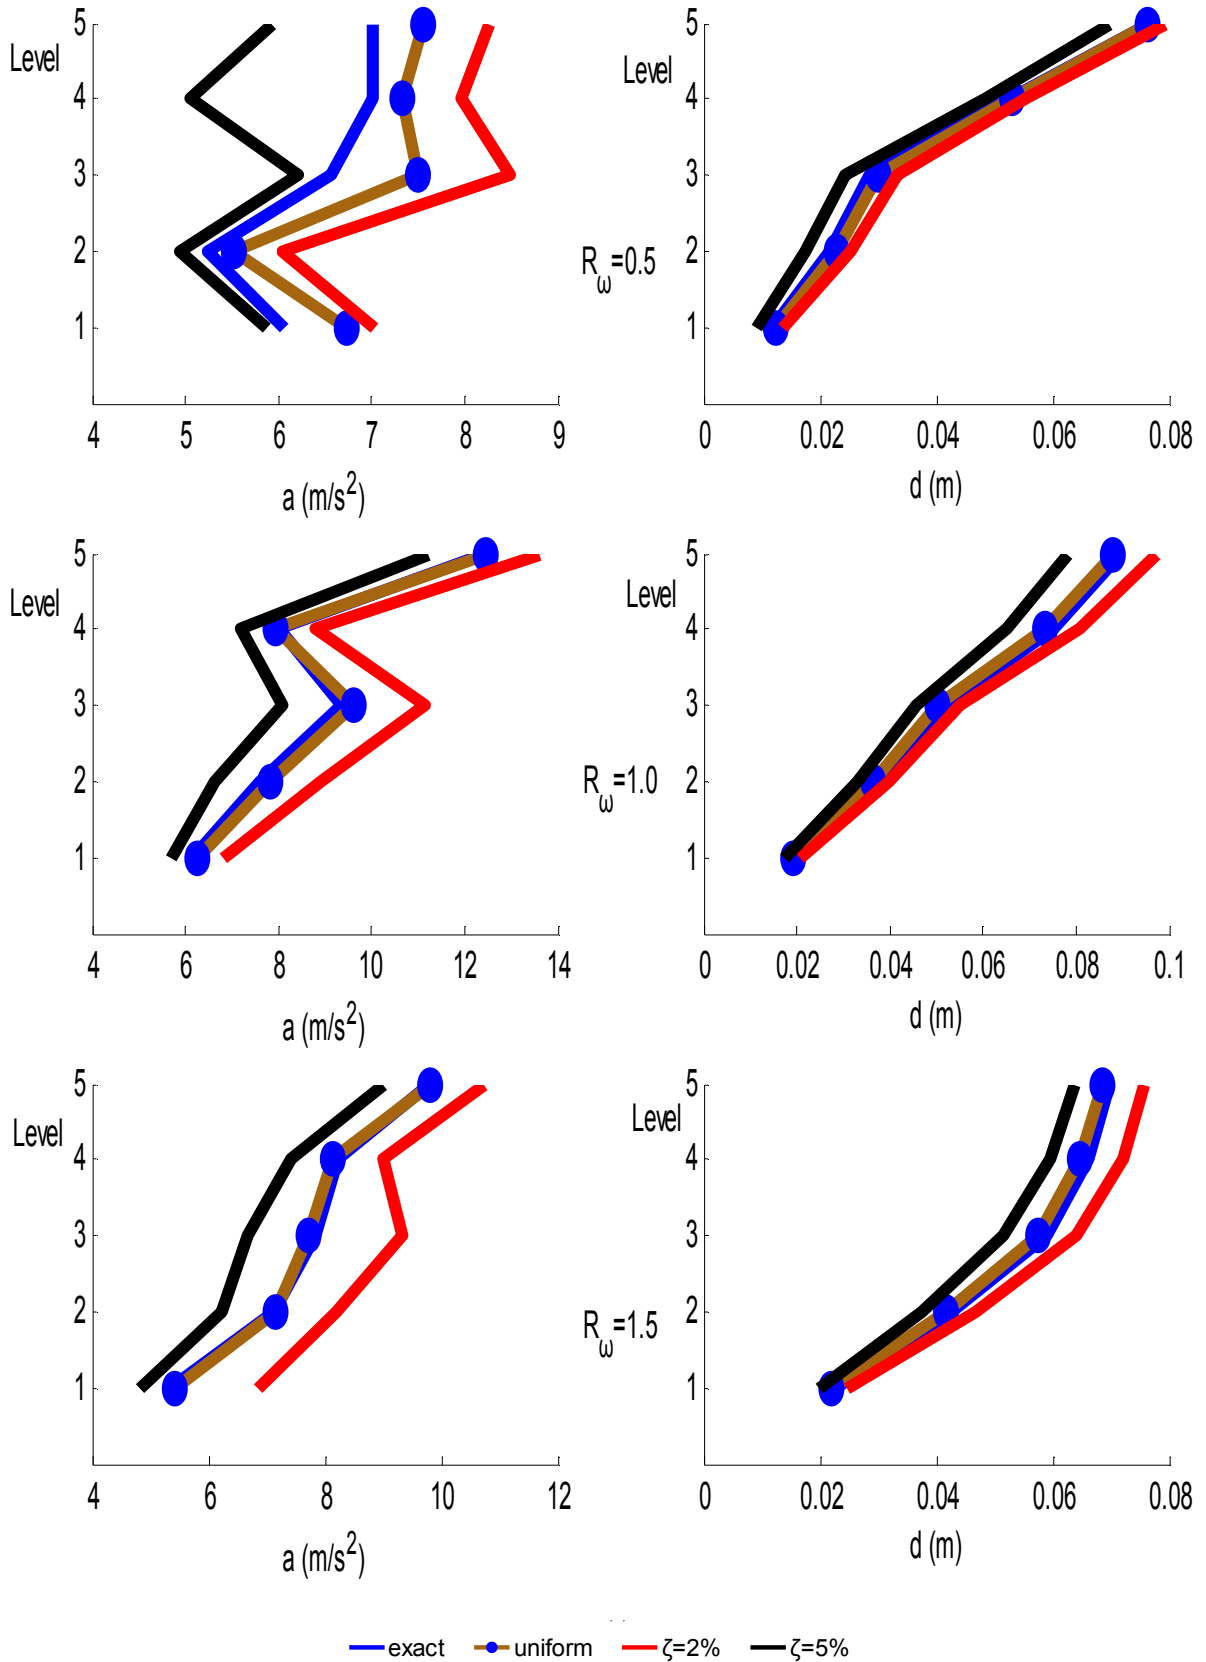 5
Level
4
3
2
1
4 5 6 7 8 9
a (m/s²)
R_ω=0.5
5
Level
4
3
2
1
0 0.02 0.04 0.06 0.08
d (m)
5
Level
4
3
2
1
4 6 8 10 12 14
a (m/s²)
R_ω=1.0
5
Level
4
3
2
1
0 0.02 0.04 0.06 0.08 0.1
d (m)
5
Level
4
3
2
1
4 6 8 10 12
a (m/s²)
R_ω=1.5
5
Level
4
3
2
1
0 0.02 0.04 0.06 0.08
d (m)
exact uniform ζ=2% ζ=5%